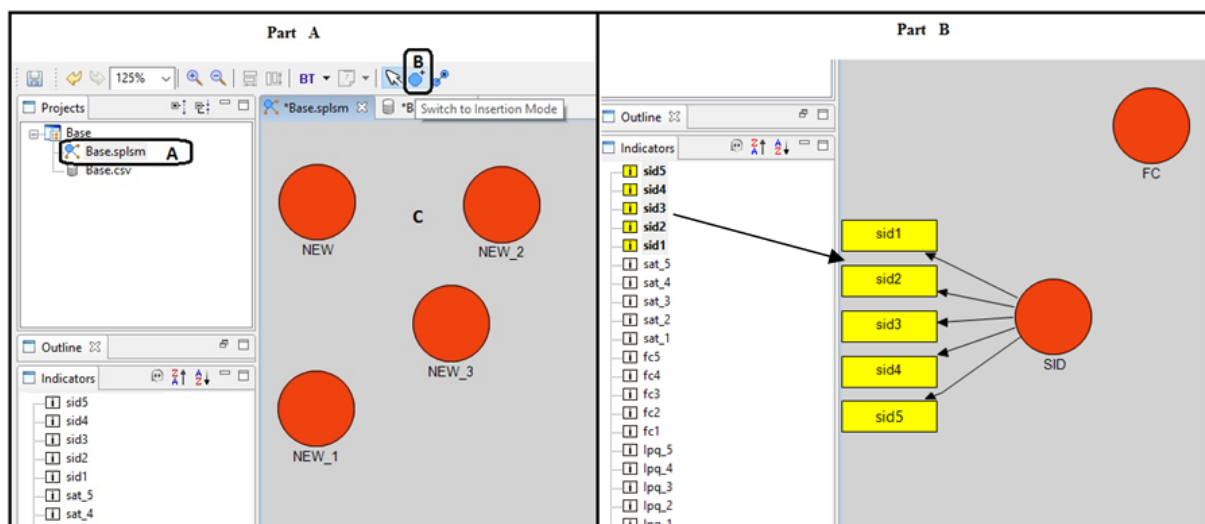 Part A
B
125%
BT
Projects
*Base.splsm
*B
Switch to Insertion Mode
Base
Base.splsm A
Base.csv
NEW
C
NEW_2
NEW_3
NEW_1
Outline
Indicators
sid5
sid4
sid3
sid2
sid1
sat_5
sat_4
Part B
Outline
Indicators
sid5
sid4
sid3
sid2
sid1
sat_5
sat_4
sat_3
sat_2
sat_1
fc5
fc4
fc3
fc2
fc1
lpq_5
lpq_4
lpq_3
lpq_2
lpq_1
FC
sid1
sid2
sid3
sid4
sid5
SID